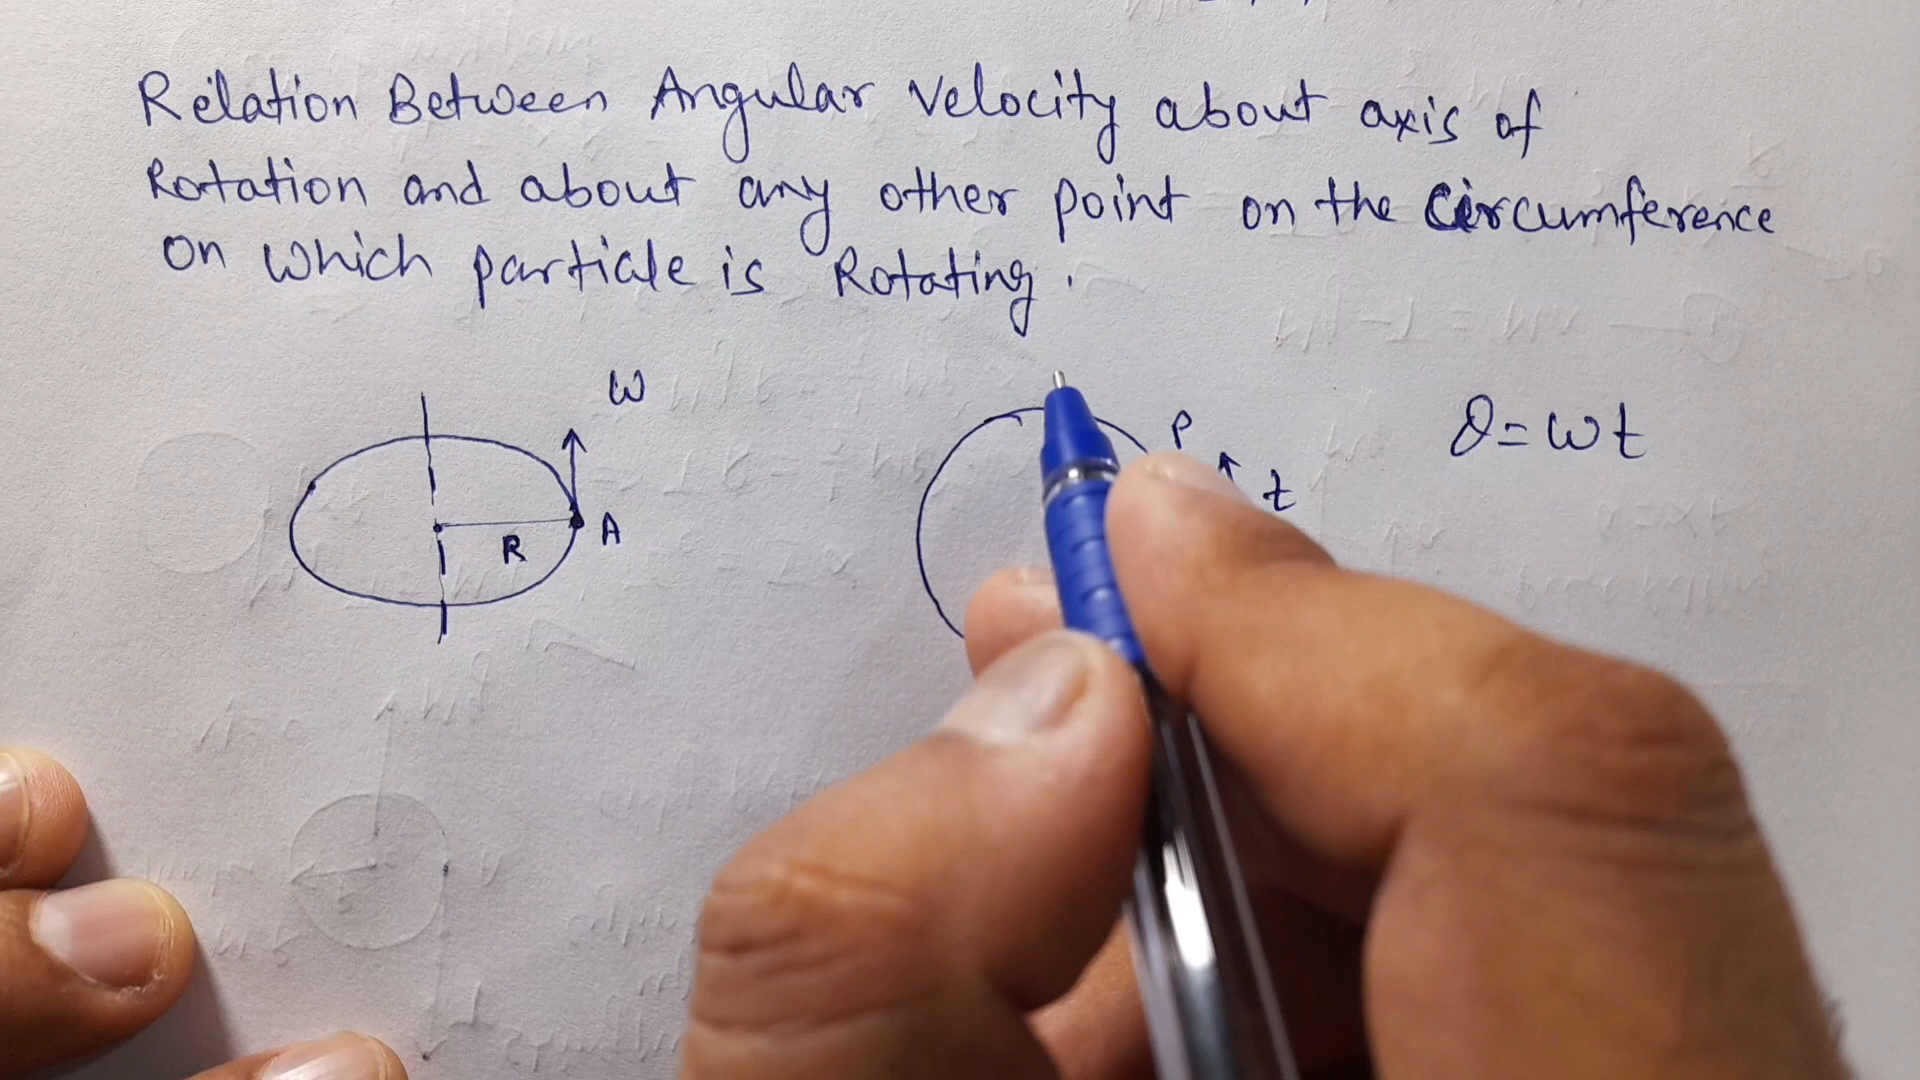 Relation Between Angular Velocity about axis of
Rotation and about any other point on the Circumference
on which particle is Rotating.
ω
R
A
P
t
θ = ωt